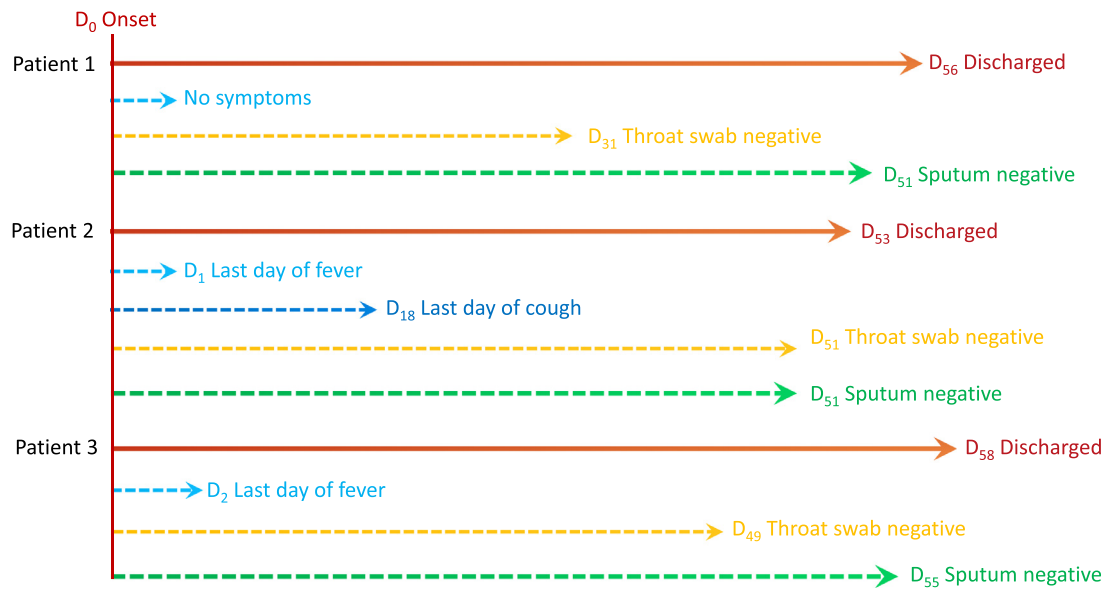 D0 Onset
Patient 1
D56 Discharged
No symptoms
D31 Throat swab negative
D51 Sputum negative
Patient 2
D53 Discharged
D1 Last day of fever
D18 Last day of cough
D51 Throat swab negative
D51 Sputum negative
Patient 3
D58 Discharged
D2 Last day of fever
D49 Throat swab negative
D55 Sputum negative